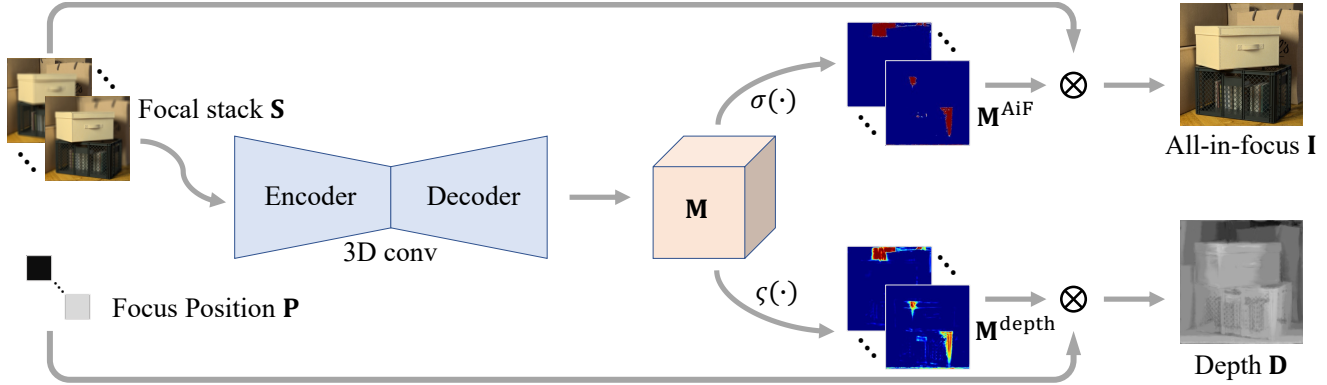 Focal stack S
Encoder
Decoder
3D conv
Focus Position P
M
σ(·)
ς(·)
M^AiF
M^depth
⊗
⊗
All-in-focus I
Depth D